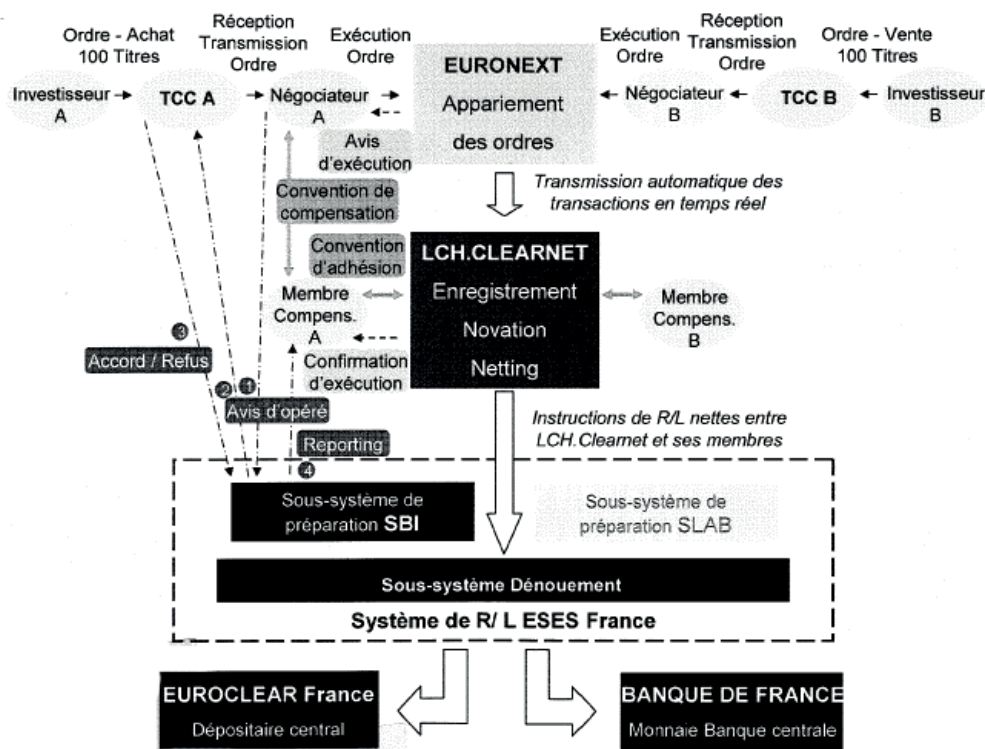 Ordre - Achat
100 Titres
Réception
Transmission
Ordre
Exécution
Ordre
Exécution
Ordre
Réception
Transmission
Ordre
Ordre - Vente
100 Titres
Investisseur
A
TCC A
Négociateur
A
EURONEXT
Appariement
des ordres
Négociateur
B
TCC B
Investisseur
B
Avis
d'exécution
Convention de
compensation
Transmission automatique des
transactions en temps réel
Convention
d'adhésion
LCH.CLEARNET
Enregistrement
Novation
Netting
Membre
Compens.
A
Membre
Compens.
B
3
Accord / Refus
Confirmation
d'exécution
2
1
Avis d'opéré
Reporting
4
Instructions de R/L nettes entre
LCH.Clearnet et ses membres
Sous-système de
préparation SBI
Sous-système de
préparation SLAB
Sous-système Dénouement
Système de R/ L ESES France
EUROCLEAR France
Dépositaire central
BANQUE DE FRANCE
Monnaie Banque centrale